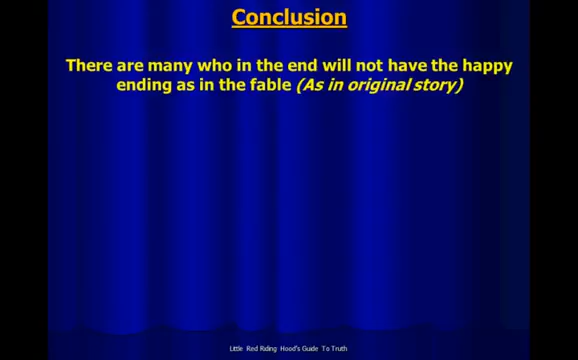 Conclusion
There are many who in the end will not have the happy
ending as in the fable (As in original story)
Little Red Riding Hood's Guide To Truth